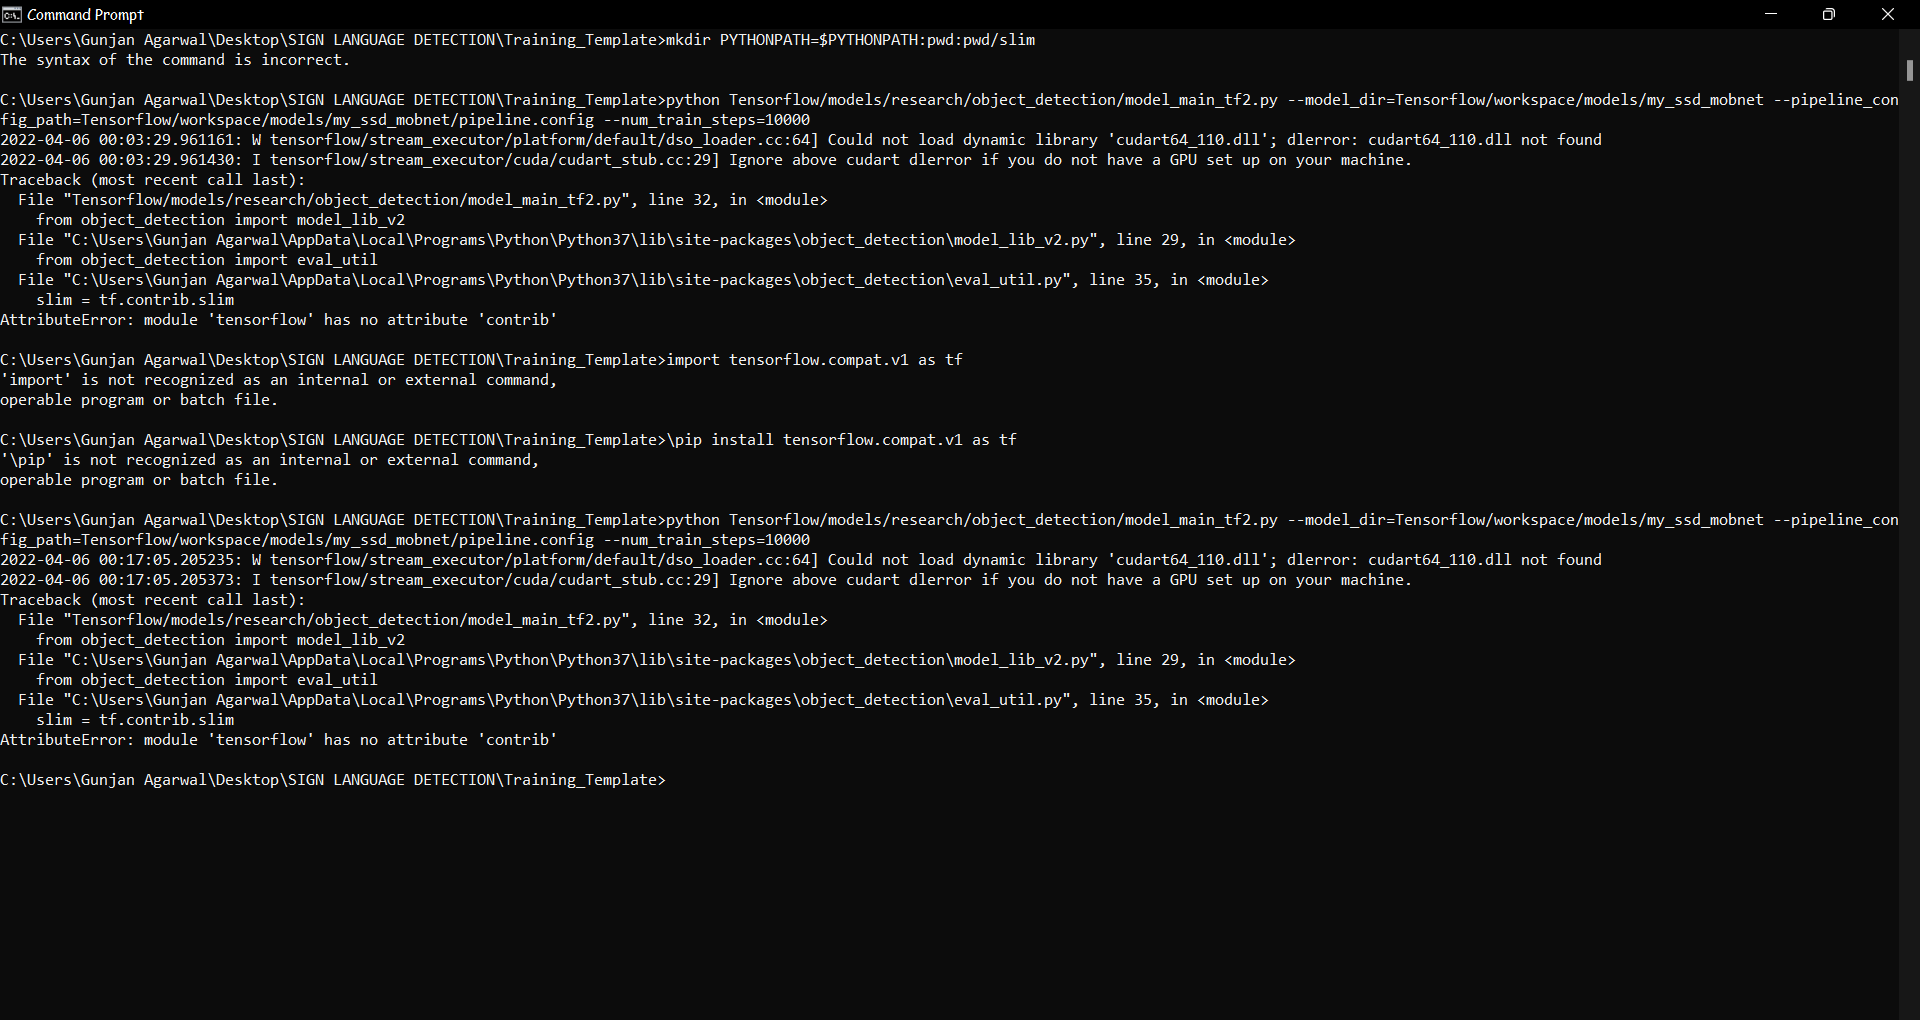 Command Prompt
C:\Users\Gunjan Agarwal\Desktop\SIGN LANGUAGE DETECTION\Training_Template>mkdir PYTHONPATH=$PYTHONPATH:pwd:pwd/slim
The syntax of the command is incorrect.
C:\Users\Gunjan Agarwal\Desktop\SIGN LANGUAGE DETECTION\Training_Template>python Tensorflow/models/research/object_detection/model_main_tf2.py --model_dir=Tensorflow/workspace/models/my_ssd_mobnet --pipeline_con
fig_path=Tensorflow/workspace/models/my_ssd_mobnet/pipeline.config --num_train_steps=10000
2022-04-06 00:03:29.961161: W tensorflow/stream_executor/platform/default/dso_loader.cc:64] Could not load dynamic library 'cudart64_110.dll'; dlerror: cudart64_110.dll not found
2022-04-06 00:03:29.961430: I tensorflow/stream_executor/cuda/cudart_stub.cc:29] Ignore above cudart dlerror if you do not have a GPU set up on your machine.
Traceback (most recent call last):
  File "Tensorflow/models/research/object_detection/model_main_tf2.py", line 32, in <module>
    from object_detection import model_lib_v2
  File "C:\Users\Gunjan Agarwal\AppData\Local\Programs\Python\Python37\lib\site-packages\object_detection\model_lib_v2.py", line 29, in <module>
    from object_detection import eval_util
  File "C:\Users\Gunjan Agarwal\AppData\Local\Programs\Python\Python37\lib\site-packages\object_detection\eval_util.py", line 35, in <module>
    slim = tf.contrib.slim
AttributeError: module 'tensorflow' has no attribute 'contrib'
C:\Users\Gunjan Agarwal\Desktop\SIGN LANGUAGE DETECTION\Training_Template>import tensorflow.compat.v1 as tf
'import' is not recognized as an internal or external command,
operable program or batch file.
C:\Users\Gunjan Agarwal\Desktop\SIGN LANGUAGE DETECTION\Training_Template>\pip install tensorflow.compat.v1 as tf
'\pip' is not recognized as an internal or external command,
operable program or batch file.
C:\Users\Gunjan Agarwal\Desktop\SIGN LANGUAGE DETECTION\Training_Template>python Tensorflow/models/research/object_detection/model_main_tf2.py --model_dir=Tensorflow/workspace/models/my_ssd_mobnet --pipeline_con
fig_path=Tensorflow/workspace/models/my_ssd_mobnet/pipeline.config --num_train_steps=10000
2022-04-06 00:17:05.205235: W tensorflow/stream_executor/platform/default/dso_loader.cc:64] Could not load dynamic library 'cudart64_110.dll'; dlerror: cudart64_110.dll not found
2022-04-06 00:17:05.205373: I tensorflow/stream_executor/cuda/cudart_stub.cc:29] Ignore above cudart dlerror if you do not have a GPU set up on your machine.
Traceback (most recent call last):
  File "Tensorflow/models/research/object_detection/model_main_tf2.py", line 32, in <module>
    from object_detection import model_lib_v2
  File "C:\Users\Gunjan Agarwal\AppData\Local\Programs\Python\Python37\lib\site-packages\object_detection\model_lib_v2.py", line 29, in <module>
    from object_detection import eval_util
  File "C:\Users\Gunjan Agarwal\AppData\Local\Programs\Python\Python37\lib\site-packages\object_detection\eval_util.py", line 35, in <module>
    slim = tf.contrib.slim
AttributeError: module 'tensorflow' has no attribute 'contrib'
C:\Users\Gunjan Agarwal\Desktop\SIGN LANGUAGE DETECTION\Training_Template>